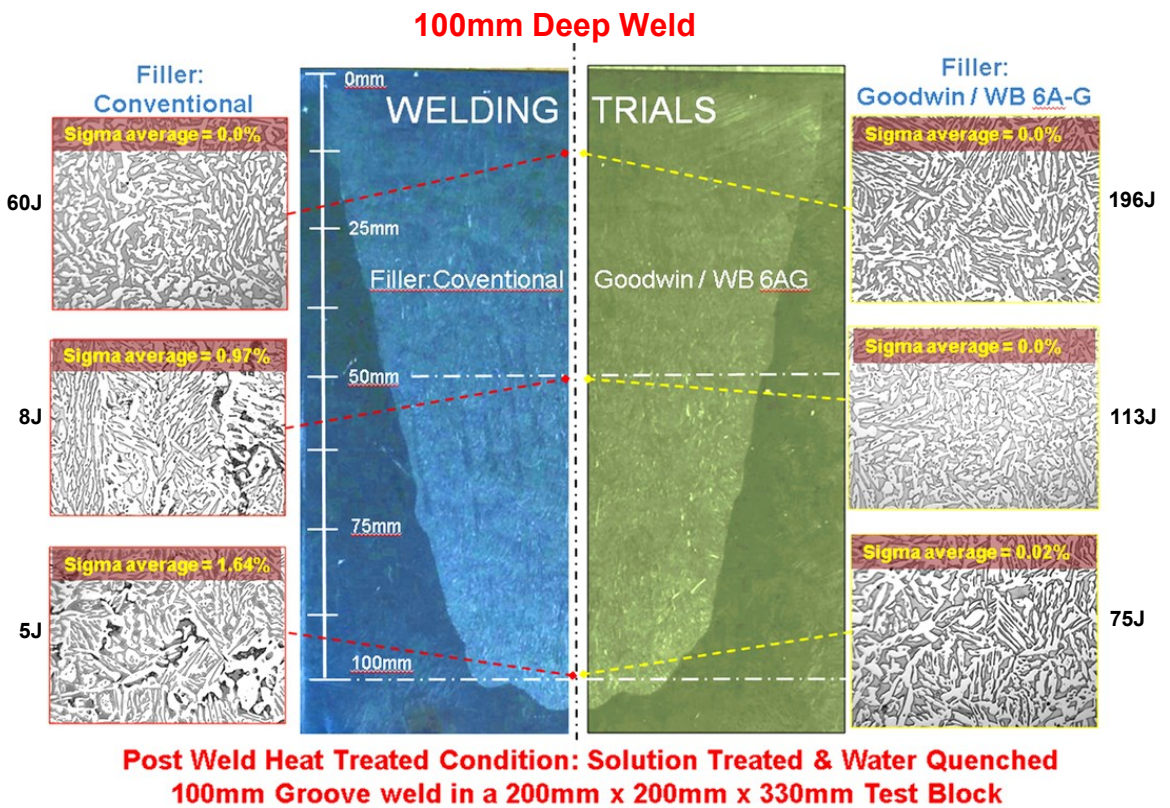 100mm Deep Weld
Filler:
Conventional
Filler:
Goodwin / WB 6A-G
0mm
WELDING TRIALS
Sigma average = 0.0%
Sigma average = 0.0%
60J
196J
25mm
Filler:Coventional
Goodwin / WB 6AG
Sigma average = 0.97%
Sigma average = 0.0%
50mm
8J
113J
75mm
Sigma average = 1.64%
Sigma average = 0.02%
5J
75J
100mm
Post Weld Heat Treated Condition: Solution Treated & Water Quenched
100mm Groove weld in a 200mm x 200mm x 330mm Test Block